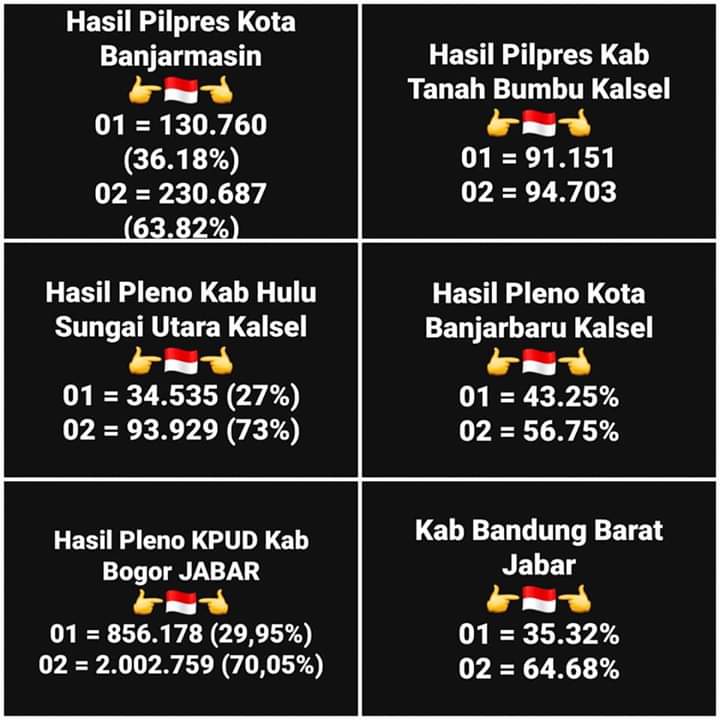 Hasil Pilpres Kota
Banjarmasin
👉🇮🇩👈
01 = 130.760
(36.18%)
02 = 230.687
(63.82%)
Hasil Pilpres Kab
Tanah Bumbu Kalsel
👉🇮🇩👈
01 = 91.151
02 = 94.703
Hasil Pleno Kab Hulu
Sungai Utara Kalsel
👉🇮🇩👈
01 = 34.535 (27%)
02 = 93.929 (73%)
Hasil Pleno Kota
Banjarbaru Kalsel
👉🇮🇩👈
01 = 43.25%
02 = 56.75%
Hasil Pleno KPUD Kab
Bogor JABAR
👉🇮🇩👈
01 = 856.178 (29,95%)
02 = 2.002.759 (70,05%)
Kab Bandung Barat
Jabar
👉🇮🇩👈
01 = 35.32%
02 = 64.68%